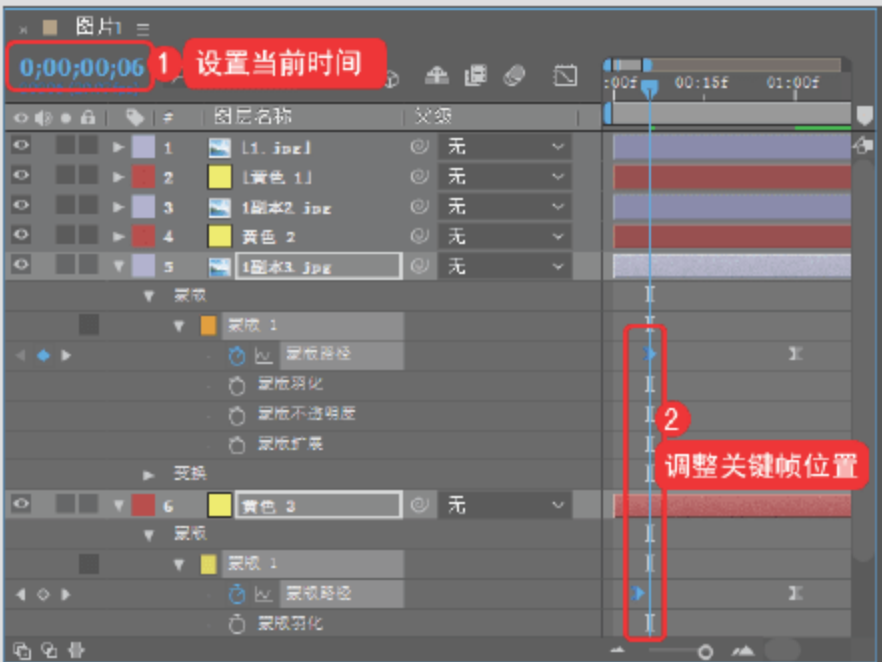 图片1
0;00;00;06
1 设置当前时间
:00f 00:15f 01:00f
# 图层名称 父级
1 [1.jpg] 无
2 [黄色 1] 无
3 1副本2.jpg 无
4 黄色 2 无
5 1副本3.jpg 无
蒙版
蒙版 1
蒙版路径
蒙版羽化
蒙版不透明度
2
蒙版扩展
调整关键帧位置
变换
6 黄色 3 无
蒙版
蒙版 1
蒙版路径
蒙版羽化